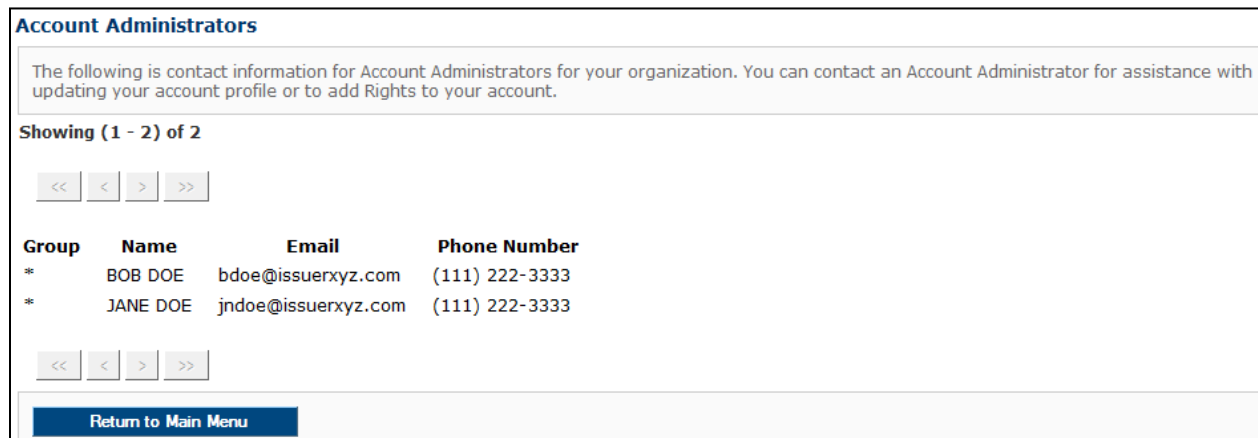 Account Administrators
The following is contact information for Account Administrators for your organization. You can contact an Account Administrator for assistance with
updating your account profile or to add Rights to your account.
Showing (1 - 2) of 2
<< < > >>
Group Name Email Phone Number
* BOB DOE bdoe@issuerxyz.com (111) 222-3333
* JANE DOE jndoe@issuerxyz.com (111) 222-3333
<< < > >>
Return to Main Menu